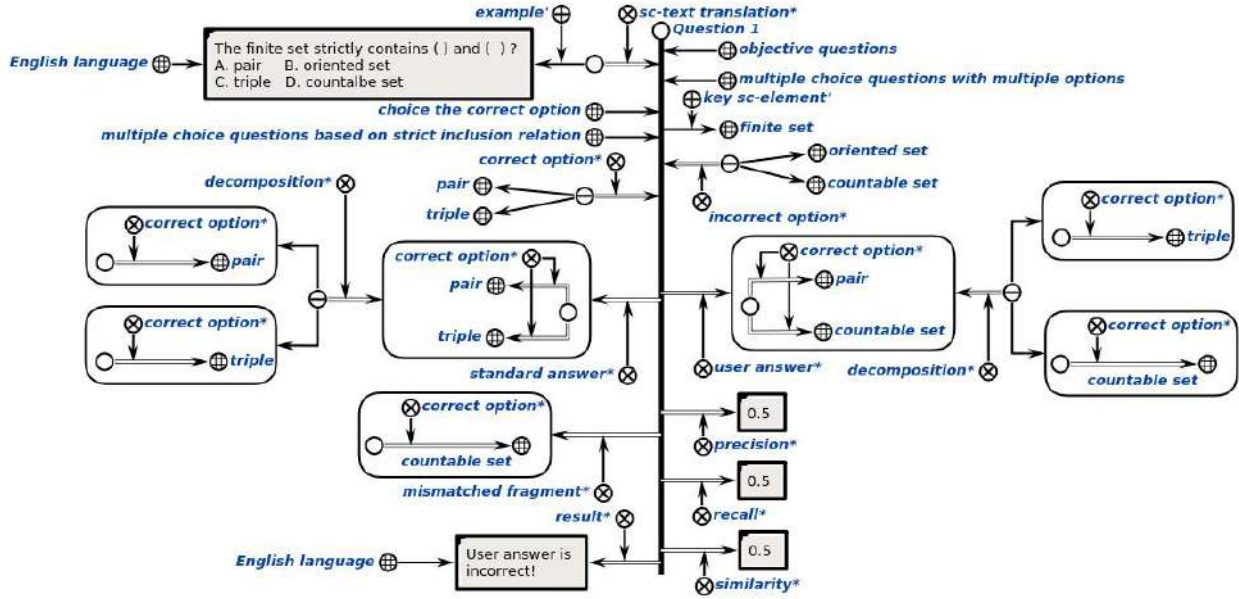 example'
sc-text translation*
Question 1
English language
The finite set strictly contains ( ) and ( ) ?
A. pair B. oriented set
C. triple D. countalbe set
objective questions
multiple choice questions with multiple options
choice the correct option
key sc-element'
multiple choice questions based on strict inclusion relation
finite set
correct option*
oriented set
decomposition*
pair
countable set
triple
incorrect option*
correct option*
pair
correct option*
pair
triple
correct option*
triple
standard answer*
correct option*
pair
countable set
user answer*
decomposition*
correct option*
triple
correct option*
countable set
correct option*
countable set
mismatched fragment*
0.5
precision*
0.5
recall*
result*
English language
User answer is
incorrect!
0.5
similarity*